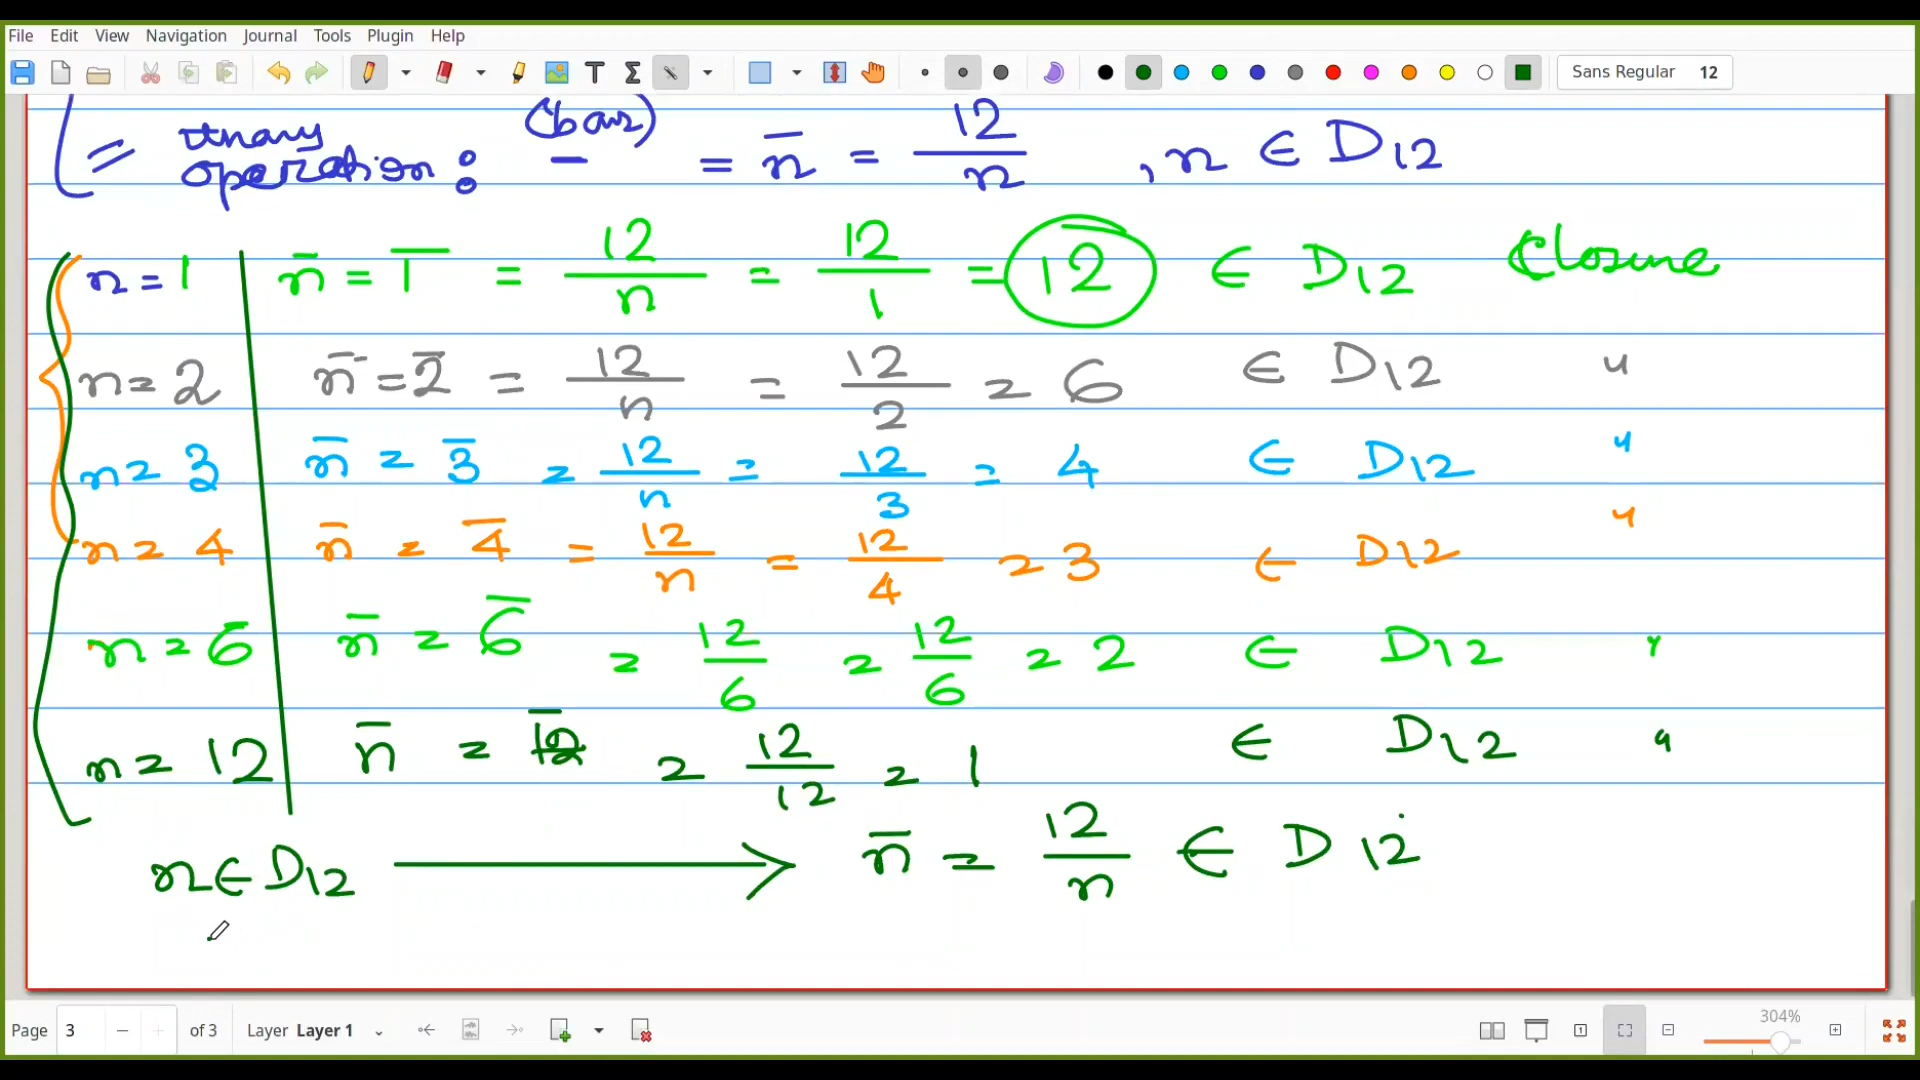 File Edit View Navigation Journal Tools Plugin Help
Sans Regular 12
(bar)
= unary operation : – = n̅ = 12/n , n ∈ D12
n = 1 n̅ = 1̅ = 12/n = 12/1 = 12 ∈ D12 Closure
n = 2 n̅ = 2̅ = 12/n = 12/2 = 6 ∈ D12 "
n = 3 n̅ = 3̅ = 12/n = 12/3 = 4 ∈ D12 "
n = 4 n̅ = 4̅ = 12/n = 12/4 = 3 ∈ D12 "
n = 6 n̅ = 6̅ = 12/6 = 12/6 = 2 ∈ D12 "
n = 12 n̅ = 1̅2̅ = 12/12 = 1 ∈ D12 "
n ∈ D12 ⟶ n̅ = 12/n ∈ D12
Page 3 of 3 Layer Layer 1 304%